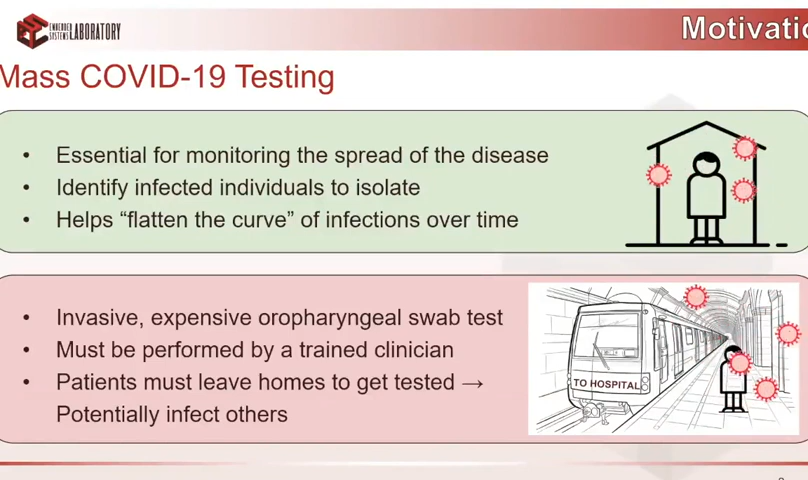 EMBEDDED
SYSTEMS LABORATORY
Mass COVID-19 Testing
• Essential for monitoring the spread of the disease
• Identify infected individuals to isolate
• Helps “flatten the curve” of infections over time
• Invasive, expensive oropharyngeal swab test
• Must be performed by a trained clinician
• Patients must leave homes to get tested →
Potentially infect others
TO HOSPITAL